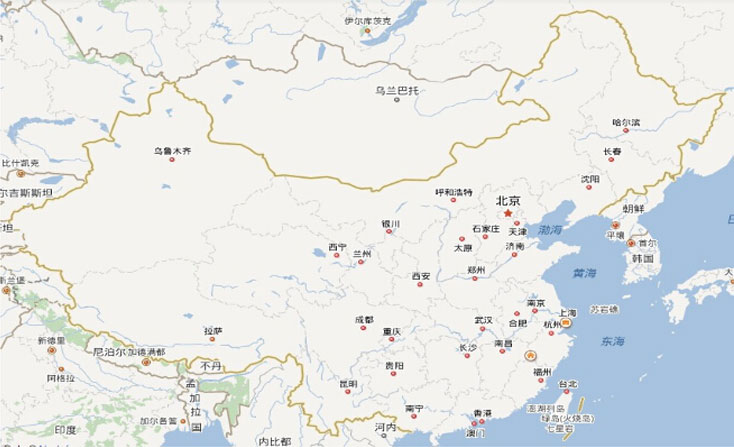 伊尔库茨克
乌兰巴托
哈尔滨
乌鲁木齐
长春
比什凯克
沈阳
吉尔吉斯斯坦
呼和浩特
北京
朝鲜
银川
石家庄
天津
渤海
平壤
首尔
西宁
兰州
太原
济南
韩国
西安
郑州
黄海
南京
苏岩礁
成都
武汉
合肥
上海
拉萨
重庆
杭州
东海
新德里
尼泊尔
加德满都
不丹
长沙
南昌
阿格拉
贵阳
福州
孟加拉国
昆明
台北
南宁
香港
澎湖列岛
加尔各答
绿岛(火烧岛)
印度
河内
澳门
七星岩
内比都